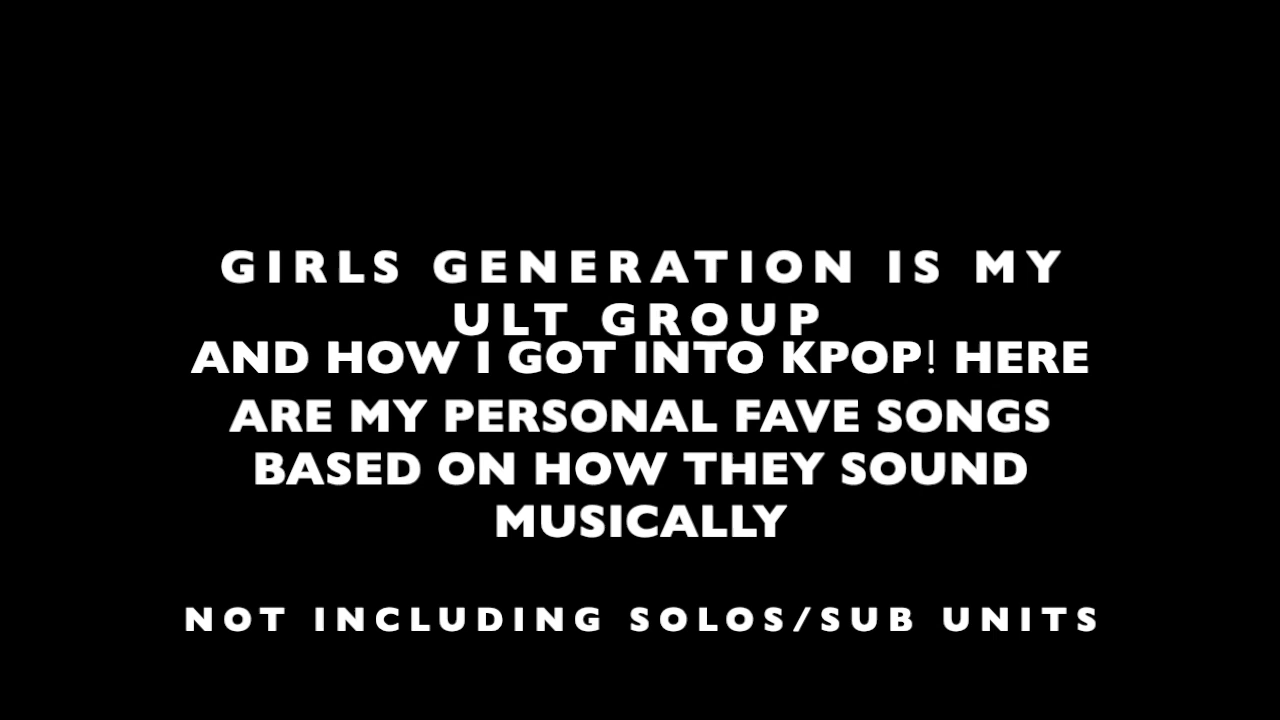 GIRLS GENERATION IS MY
ULT GROUP
AND HOW I GOT INTO KPOP! HERE
ARE MY PERSONAL FAVE SONGS
BASED ON HOW THEY SOUND
MUSICALLY
NOT INCLUDING SOLOS/SUB UNITS